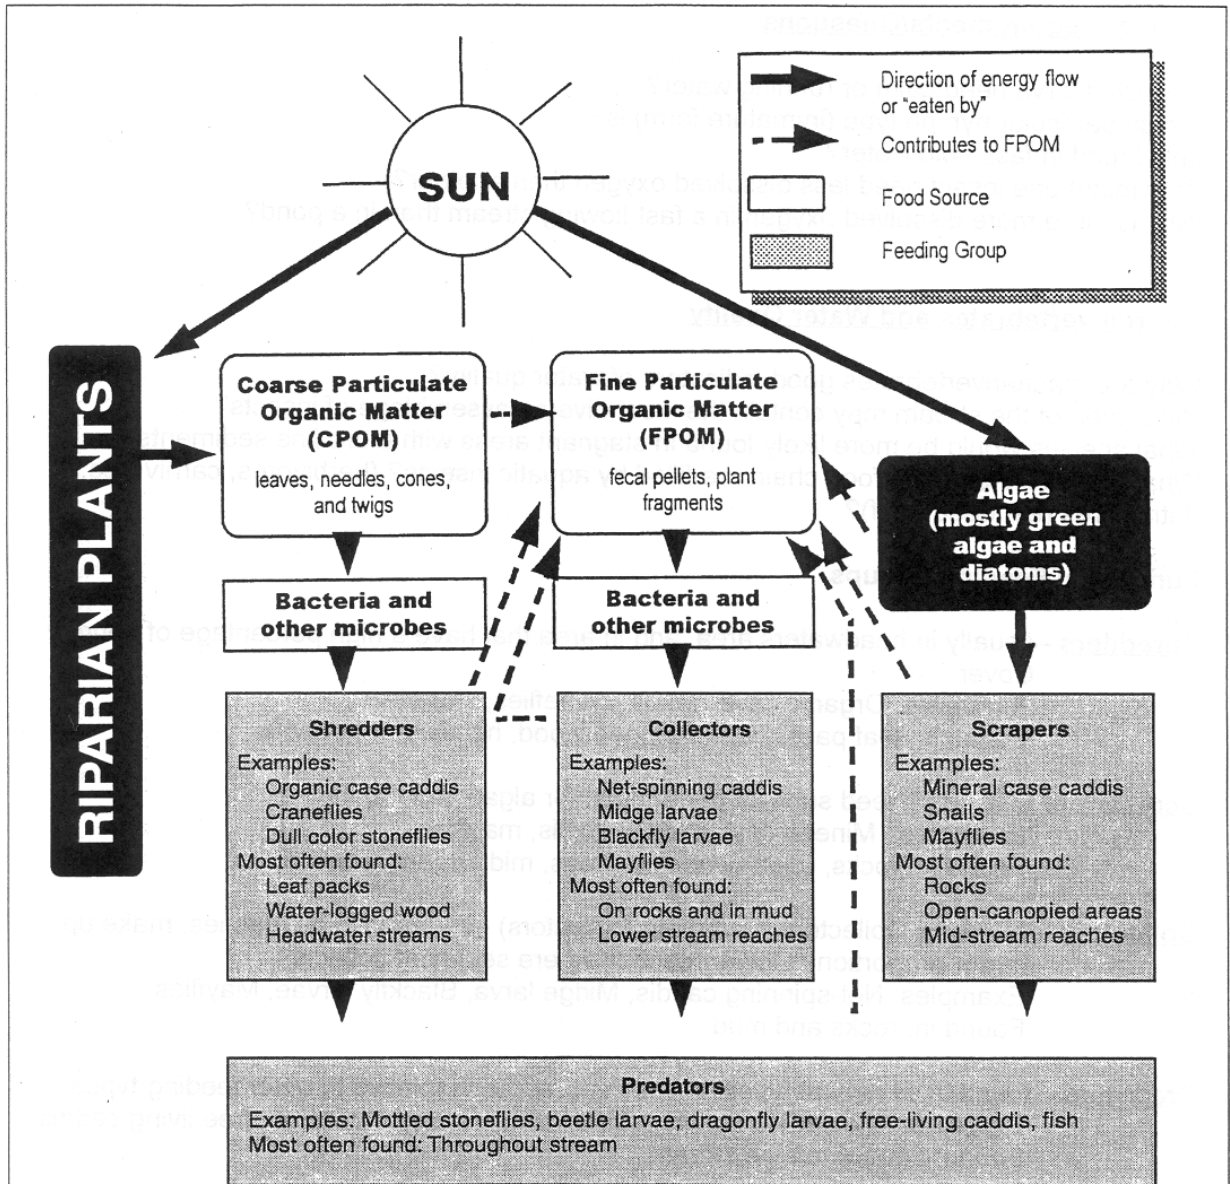 SUN
Direction of energy flow
or "eaten by"
Contributes to FPOM
Food Source
Feeding Group
RIPARIAN PLANTS
Coarse Particulate
Organic Matter
(CPOM)
leaves, needles, cones,
and twigs
Fine Particulate
Organic Matter
(FPOM)
fecal pellets, plant
fragments
Algae
(mostly green
algae and
diatoms)
Bacteria and
other microbes
Bacteria and
other microbes
Shredders
Examples:
Organic case caddis
Craneflies
Dull color stoneflies
Most often found:
Leaf packs
Water-logged wood
Headwater streams
Collectors
Examples:
Net-spinning caddis
Midge larvae
Blackfly larvae
Mayflies
Most often found:
On rocks and in mud
Lower stream reaches
Scrapers
Examples:
Mineral case caddis
Snails
Mayflies
Most often found:
Rocks
Open-canopied areas
Mid-stream reaches
Predators
Examples: Mottled stoneflies, beetle larvae, dragonfly larvae, free-living caddis, fish
Most often found: Throughout stream